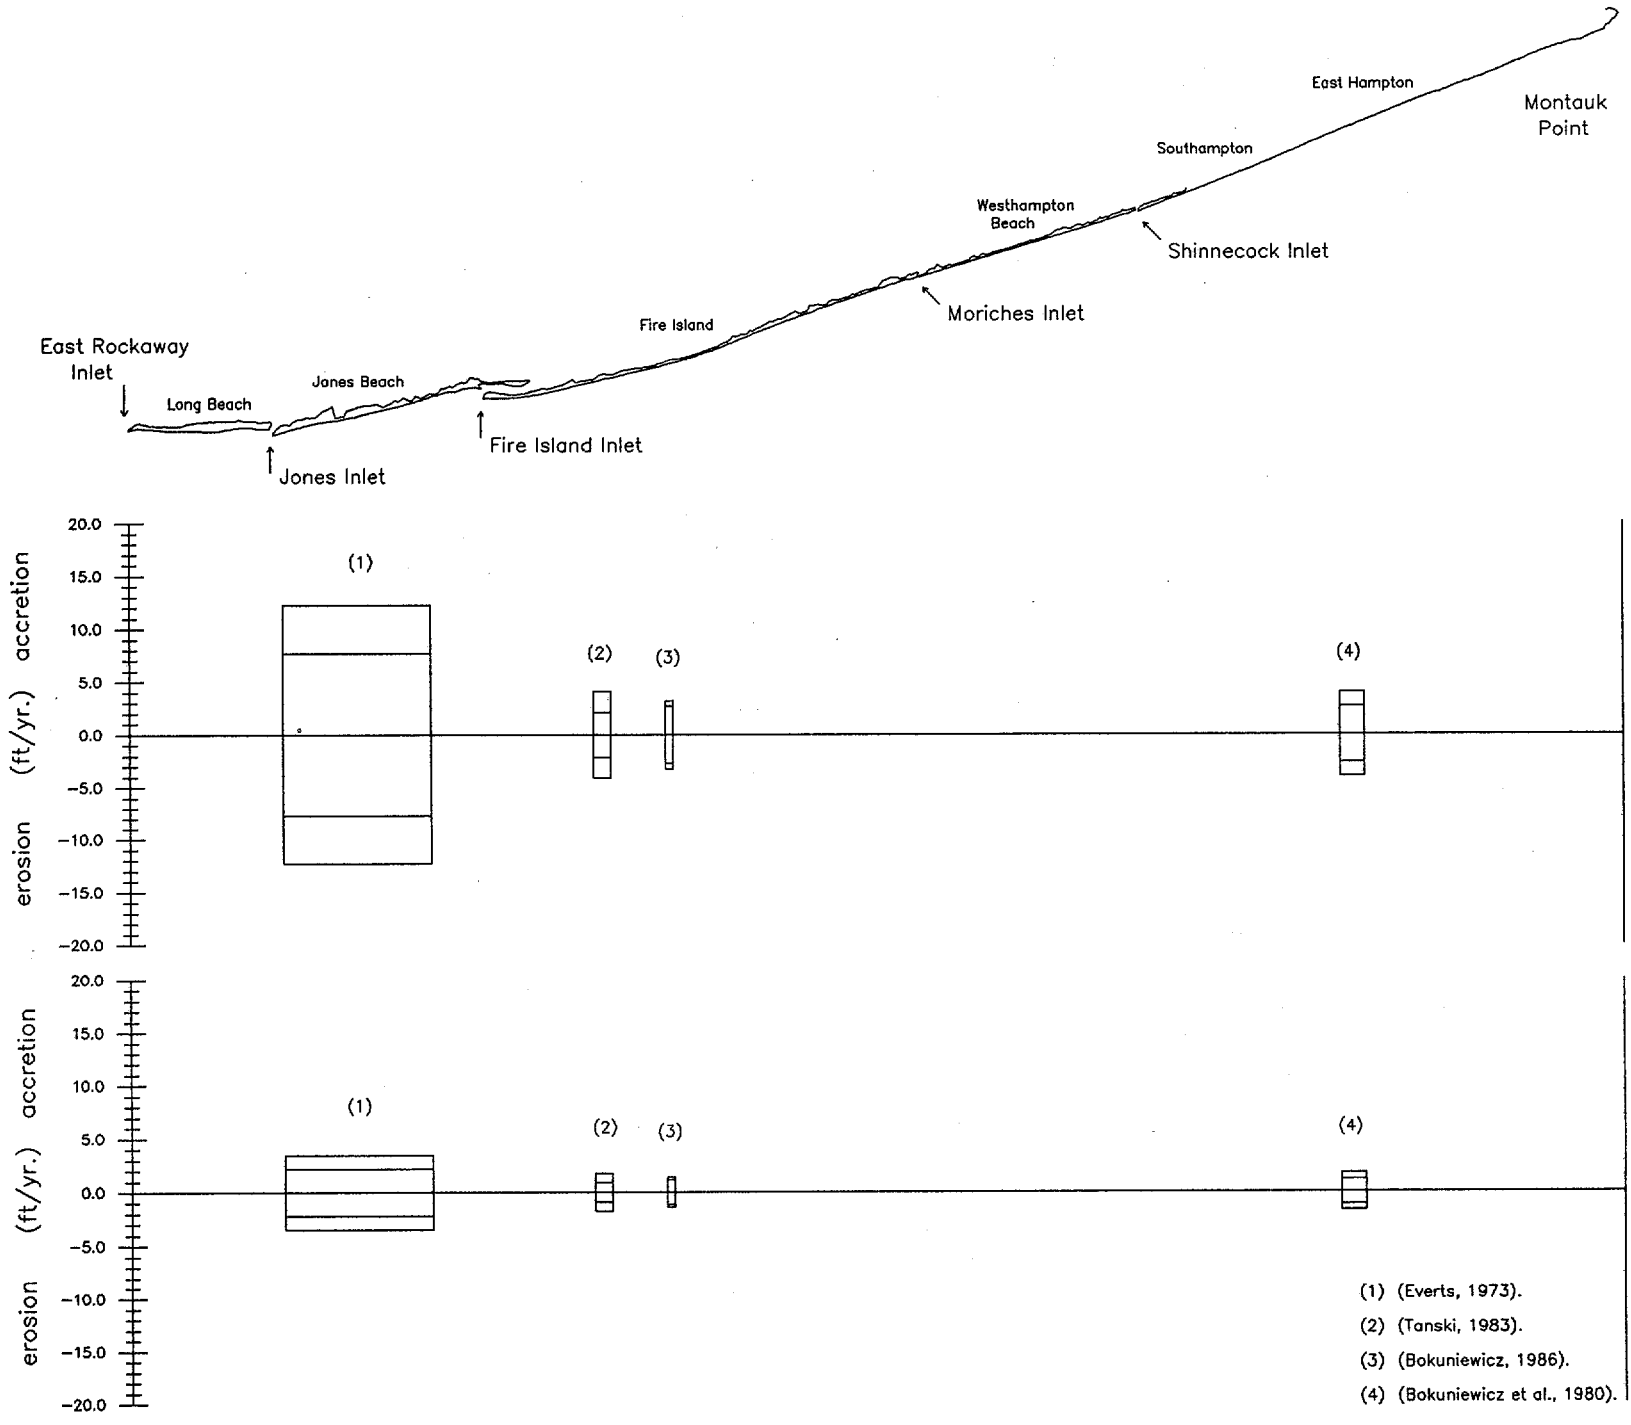 East Hampton
Montauk
Point
Southampton
Westhampton
Beach
Shinnecock Inlet
Moriches Inlet
Fire Island
East Rockaway
Inlet
Jones Beach
Long Beach
Fire Island Inlet
Jones Inlet
20.0
15.0
10.0
5.0
0.0
-5.0
-10.0
-15.0
-20.0
erosion (ft/yr.) accretion
(1)
(2)
(3)
(4)
20.0
15.0
10.0
5.0
0.0
-5.0
-10.0
-15.0
-20.0
erosion (ft/yr.) accretion
(1)
(2)
(3)
(4)
(1) (Everts, 1973).
(2) (Tanski, 1983).
(3) (Bokuniewicz, 1986).
(4) (Bokuniewicz et al., 1980).